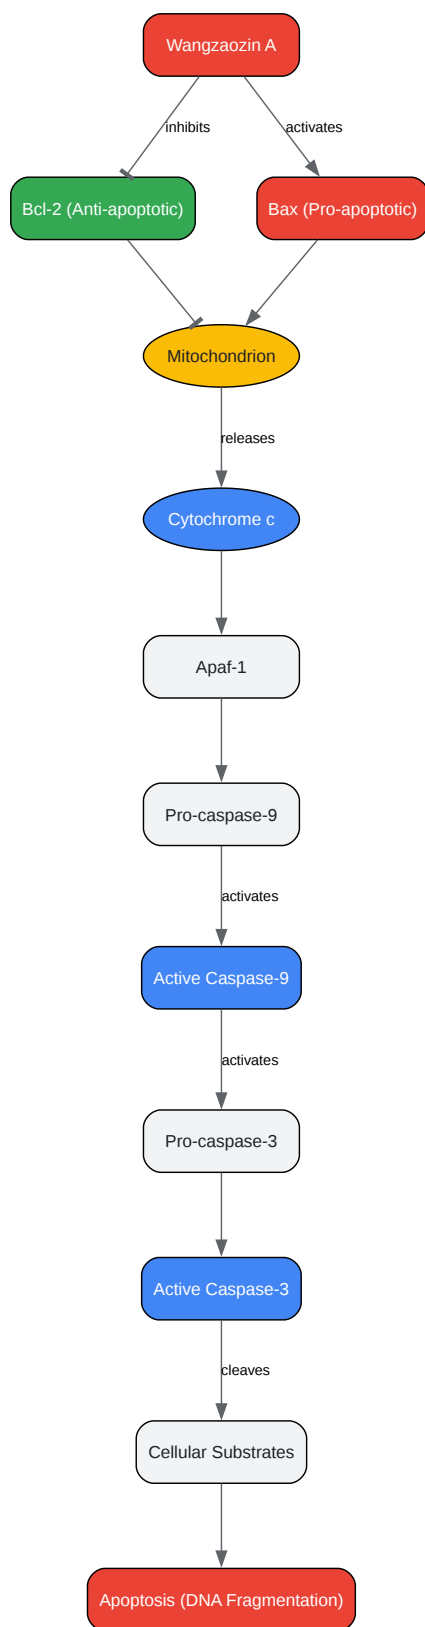 Wangzaozin A
inhibits
activates
Bcl-2 (Anti-apoptotic)
Bax (Pro-apoptotic)
Mitochondrion
releases
Cytochrome c
Apaf-1
Pro-caspase-9
activates
Active Caspase-9
activates
Pro-caspase-3
Active Caspase-3
cleaves
Cellular Substrates
Apoptosis (DNA Fragmentation)